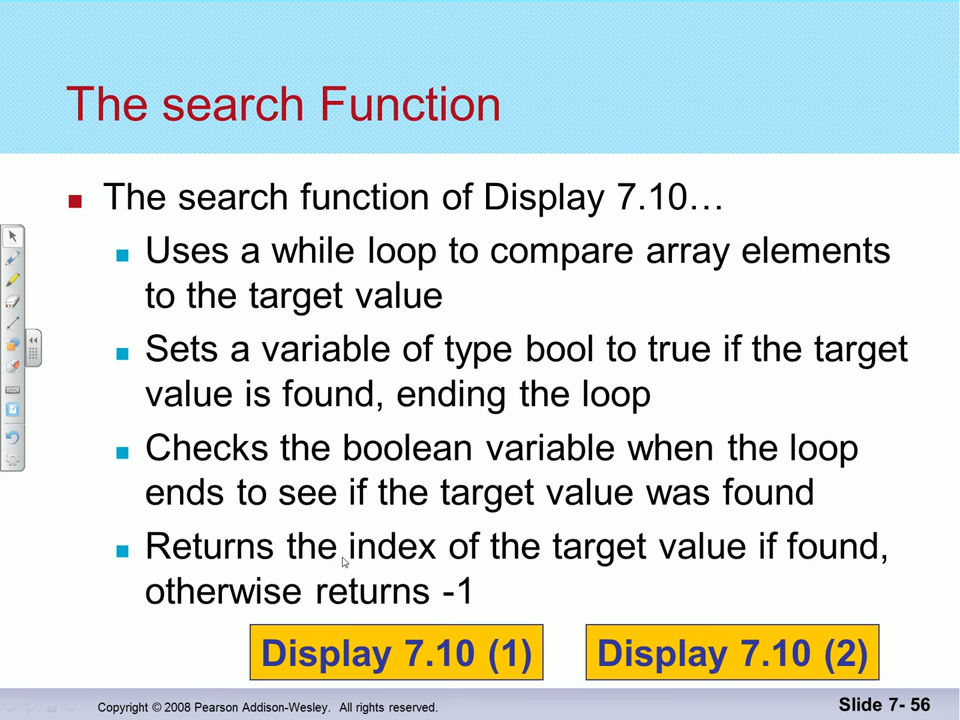 The search Function
The search function of Display 7.10…
Uses a while loop to compare array elements
to the target value
Sets a variable of type bool to true if the target
value is found, ending the loop
Checks the boolean variable when the loop
ends to see if the target value was found
Returns the index of the target value if found,
otherwise returns -1
Display 7.10 (1)
Display 7.10 (2)
Copyright © 2008 Pearson Addison-Wesley. All rights reserved.
Slide 7- 56